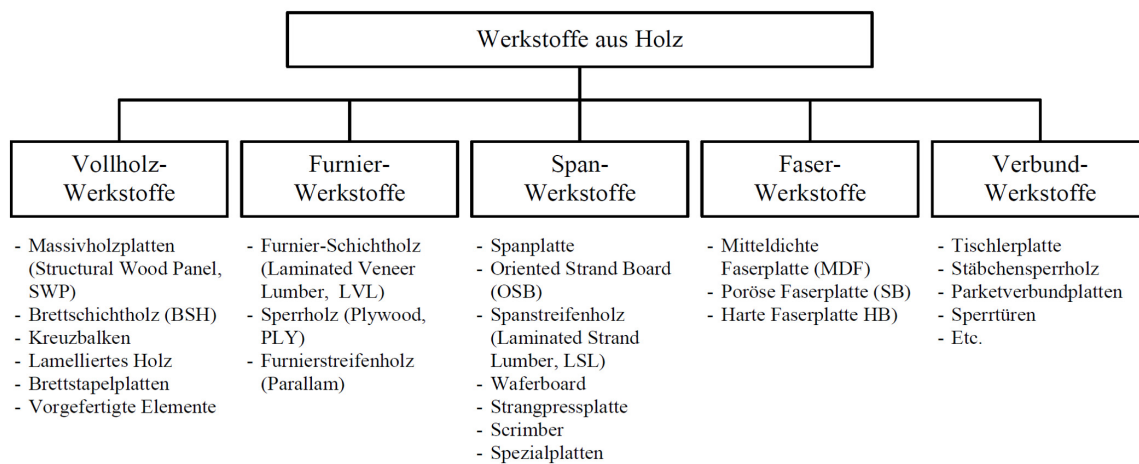 Werkstoffe aus Holz
Vollholz-
Werkstoffe
- Massivholzplatten
(Structural Wood Panel,
SWP)
- Brettschichtholz (BSH)
- Kreuzbalken
- Lamelliertes Holz
- Brettstapelplatten
- Vorgefertigte Elemente
Furnier-
Werkstoffe
- Furnier-Schichtholz
(Laminated Veneer
Lumber, LVL)
- Sperrholz (Plywood,
PLY)
- Furnierstreifenholz
(Parallam)
Span-
Werkstoffe
- Spanplatte
- Oriented Strand Board
(OSB)
- Spanstreifenholz
(Laminated Strand
Lumber, LSL)
- Waferboard
- Strangpressplatte
- Scrimber
- Spezialplatten
Faser-
Werkstoffe
- Mitteldichte
Faserplatte (MDF)
- Poröse Faserplatte (SB)
- Harte Faserplatte HB)
Verbund-
Werkstoffe
- Tischlerplatte
- Stäbchensperrholz
- Parketverbundplatten
- Sperrtüren
- Etc.